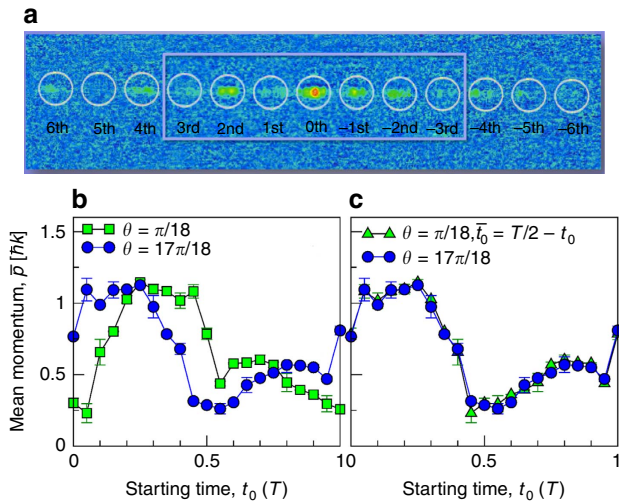 a
6th 5th 4th 3rd 2nd 1st 0th –1st –2nd –3rd –4th –5th –6th
b c
1.5 θ = π/18 θ = π/18, t̅₀ = T/2 – t₀
θ = 17π/18 θ = 17π/18
Mean momentum, p̅ [ħk]
1
0.5
0
0 0.5 1 0 0.5 1
Starting time, t₀ (T) Starting time, t₀ (T)